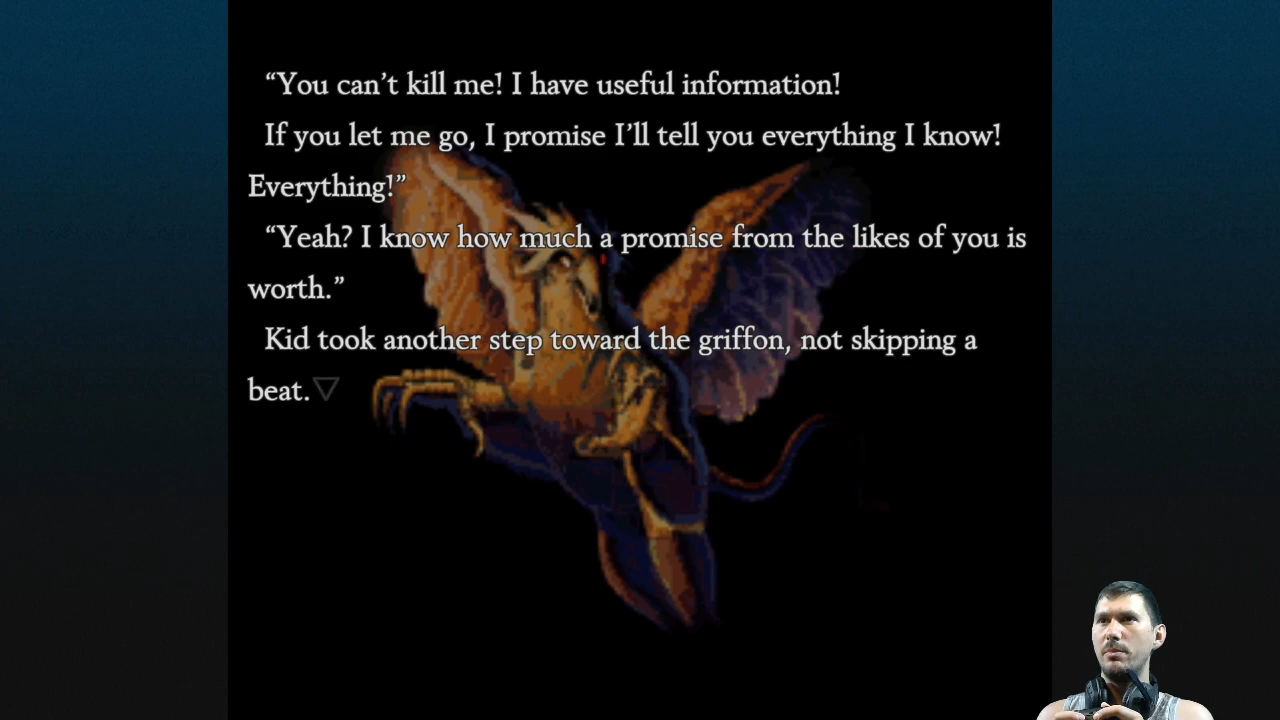 “You can’t kill me! I have useful information!
If you let me go, I promise I’ll tell you everything I know!
Everything!”
“Yeah? I know how much a promise from the likes of you is
worth.”
Kid took another step toward the griffon, not skipping a
beat.